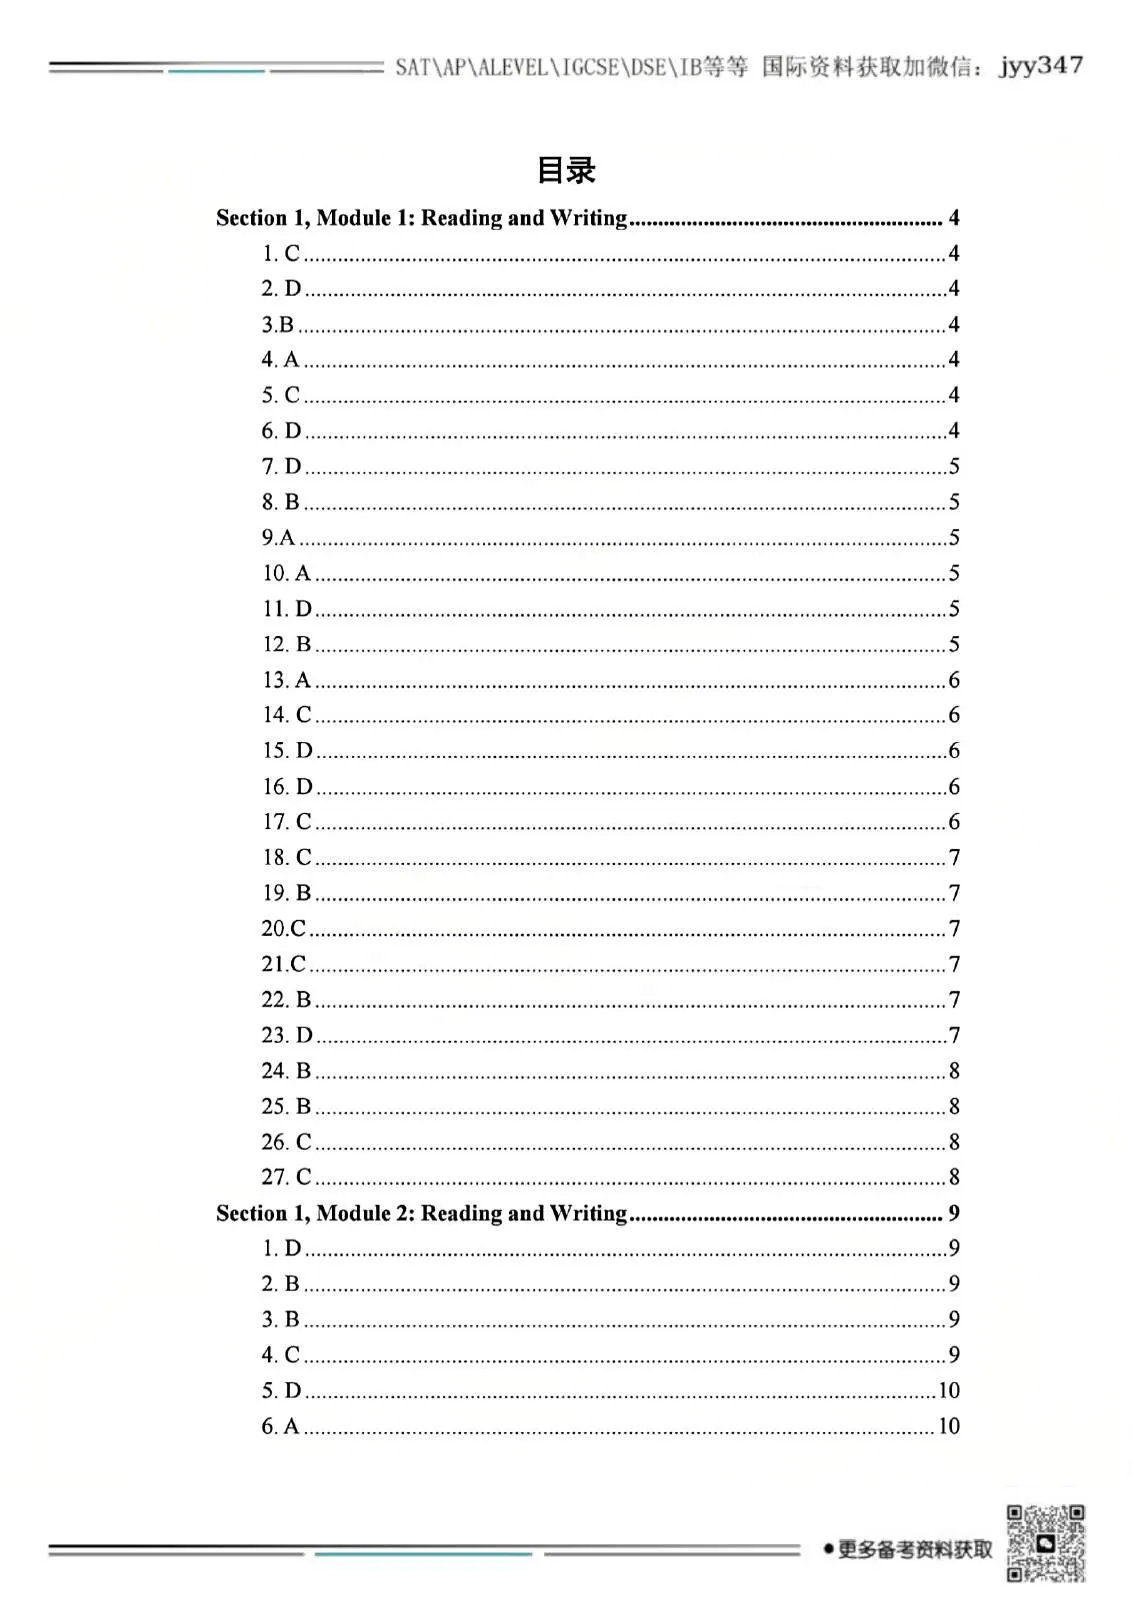 SAT\AP\ALEVEL\IGCSE\DSE\IB等等 国际资料获取加微信：jyy347
目录
Section 1, Module 1: Reading and Writing........................................................ 4
1. C........................................................4
2. D........................................................4
3.B........................................................4
4. A........................................................4
5. C........................................................4
6. D........................................................4
7. D........................................................5
8. B........................................................5
9.A........................................................5
10. A........................................................5
11. D........................................................5
12. B........................................................5
13. A........................................................6
14. C........................................................6
15. D........................................................6
16. D........................................................6
17. C........................................................6
18. C........................................................7
19. B........................................................7
20.C........................................................7
21.C........................................................7
22. B........................................................7
23. D........................................................7
24. B........................................................8
25. B........................................................8
26. C........................................................8
27. C........................................................8
Section 1, Module 2: Reading and Writing........................................................ 9
1. D........................................................9
2. B........................................................9
3. B........................................................9
4. C........................................................9
5. D........................................................10
6. A........................................................10
●更多备考资料获取